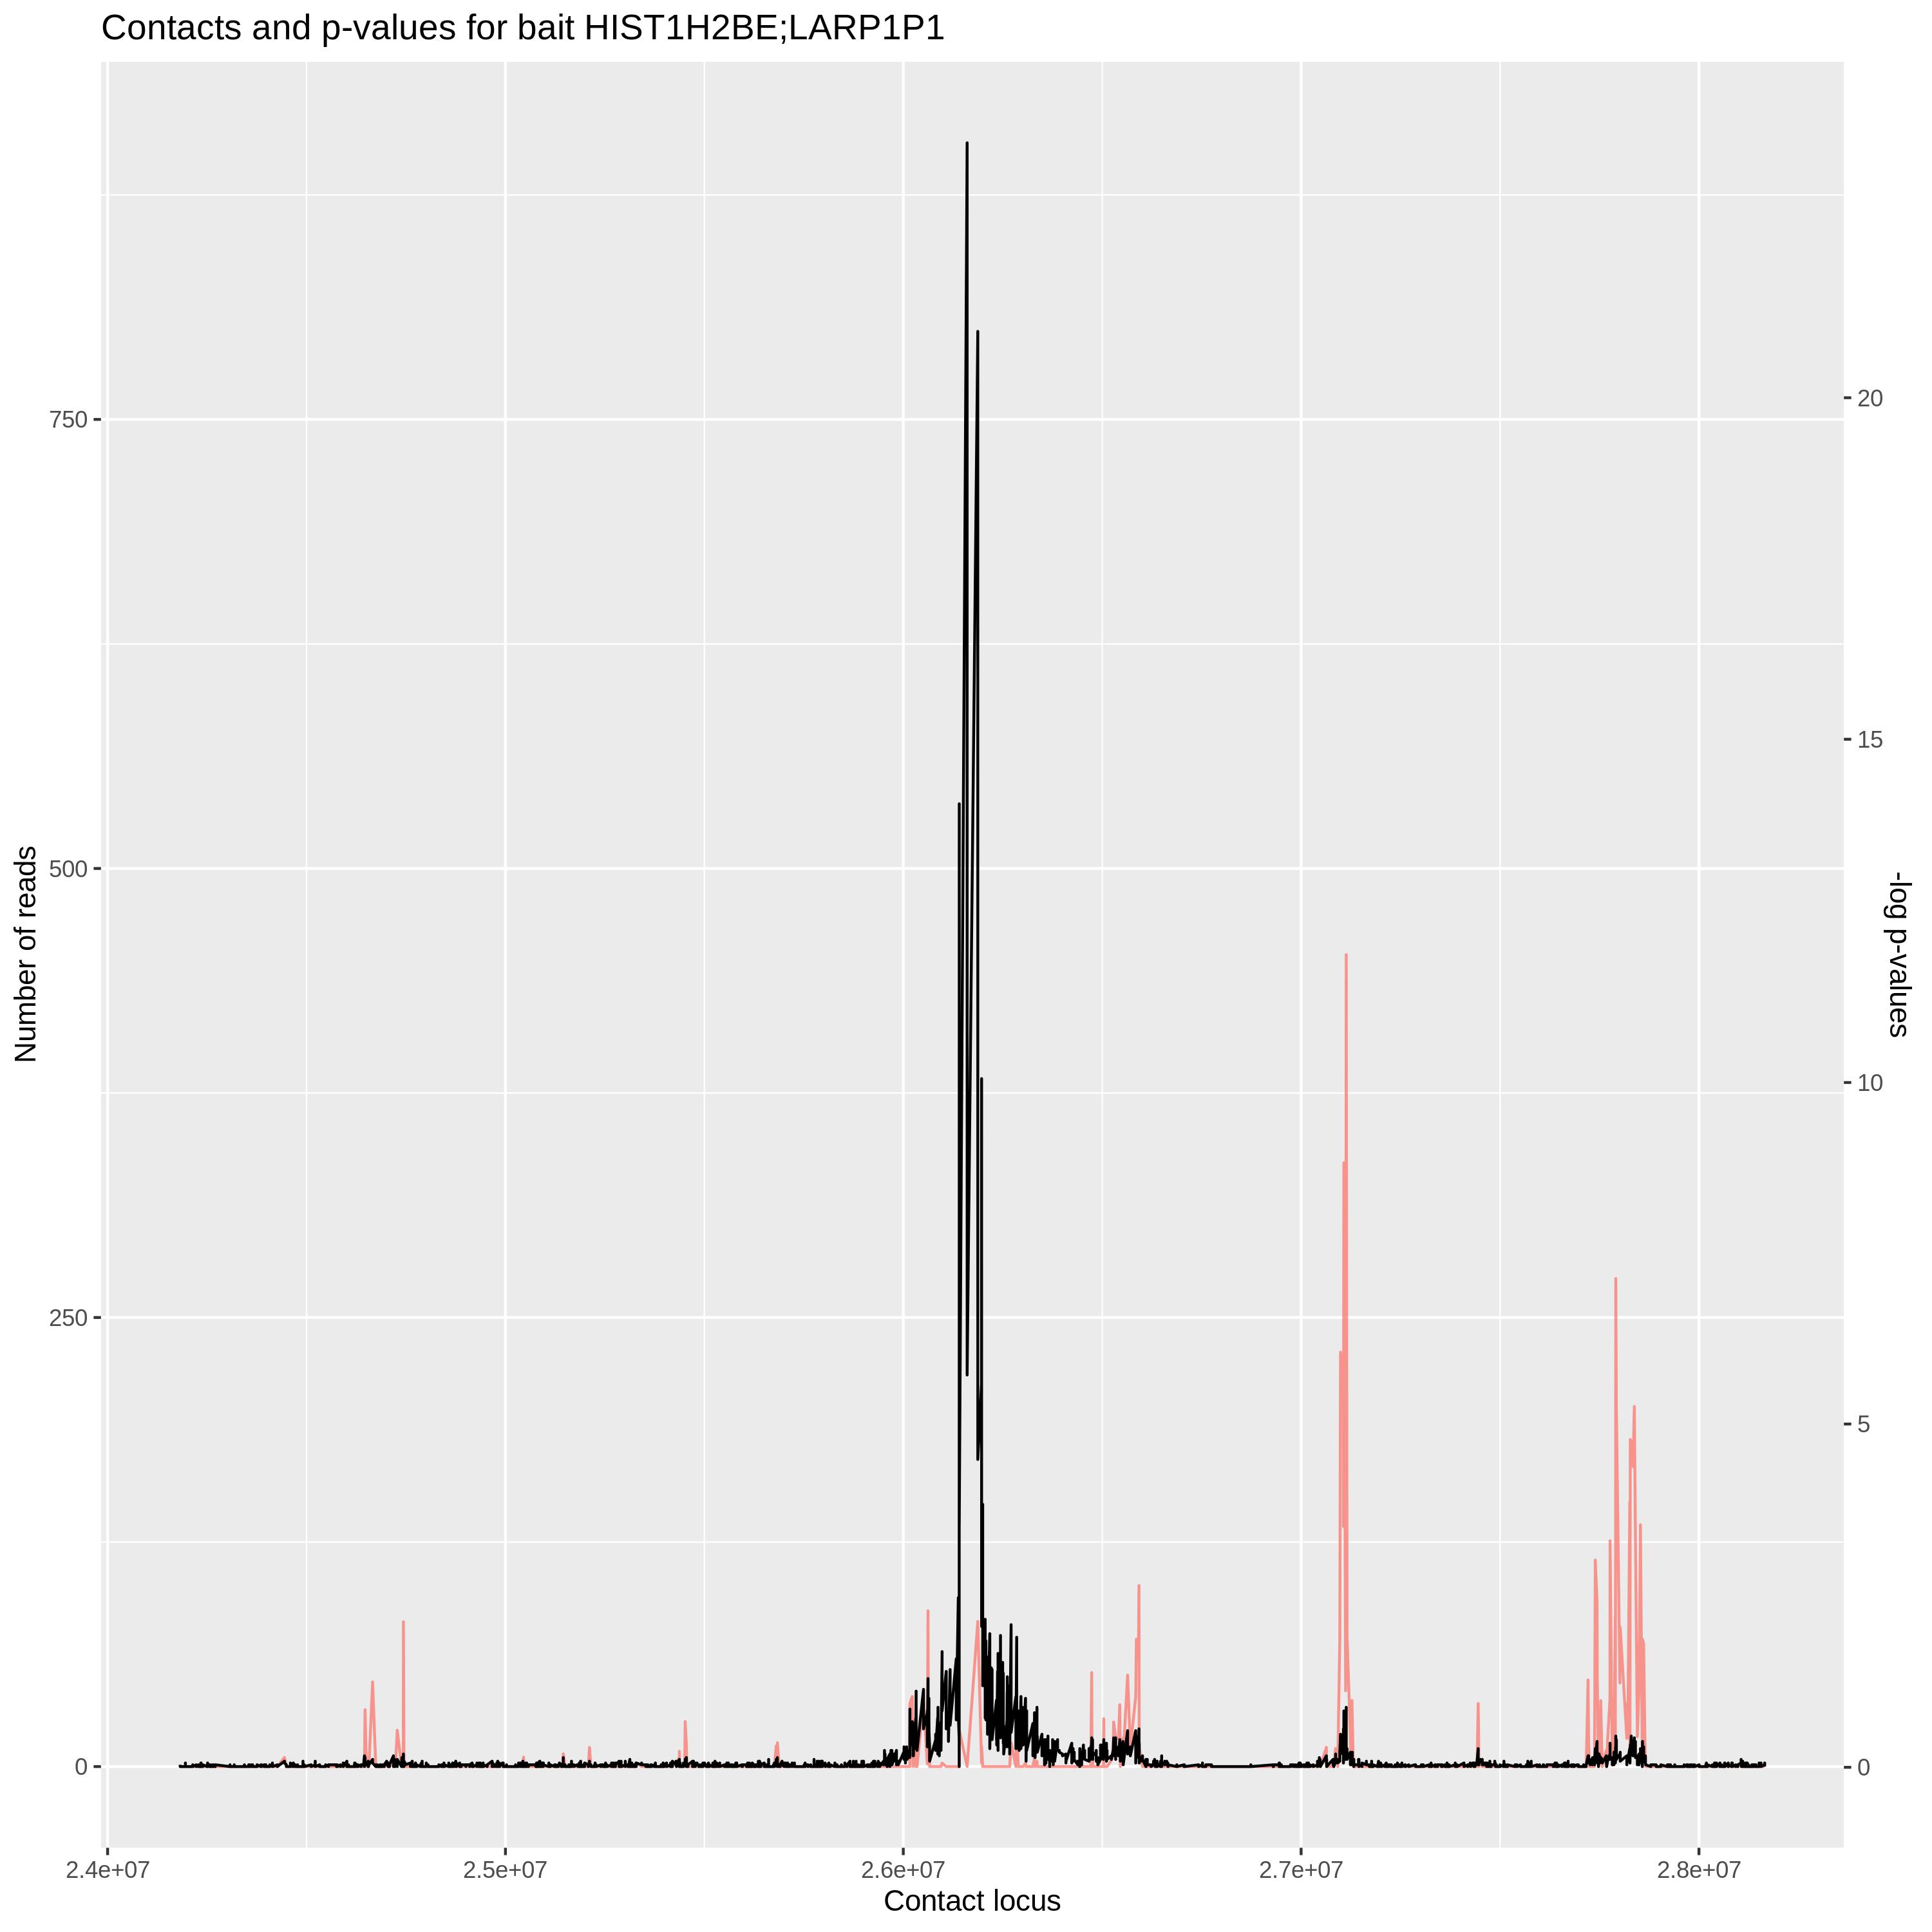 Contacts and p-values for bait HIST1H2BE;LARP1P1
750
500
250
0
Number of reads
20
15
10
5
0
-log p-values
2.4e+07
2.5e+07
2.6e+07
2.7e+07
2.8e+07
Contact locus